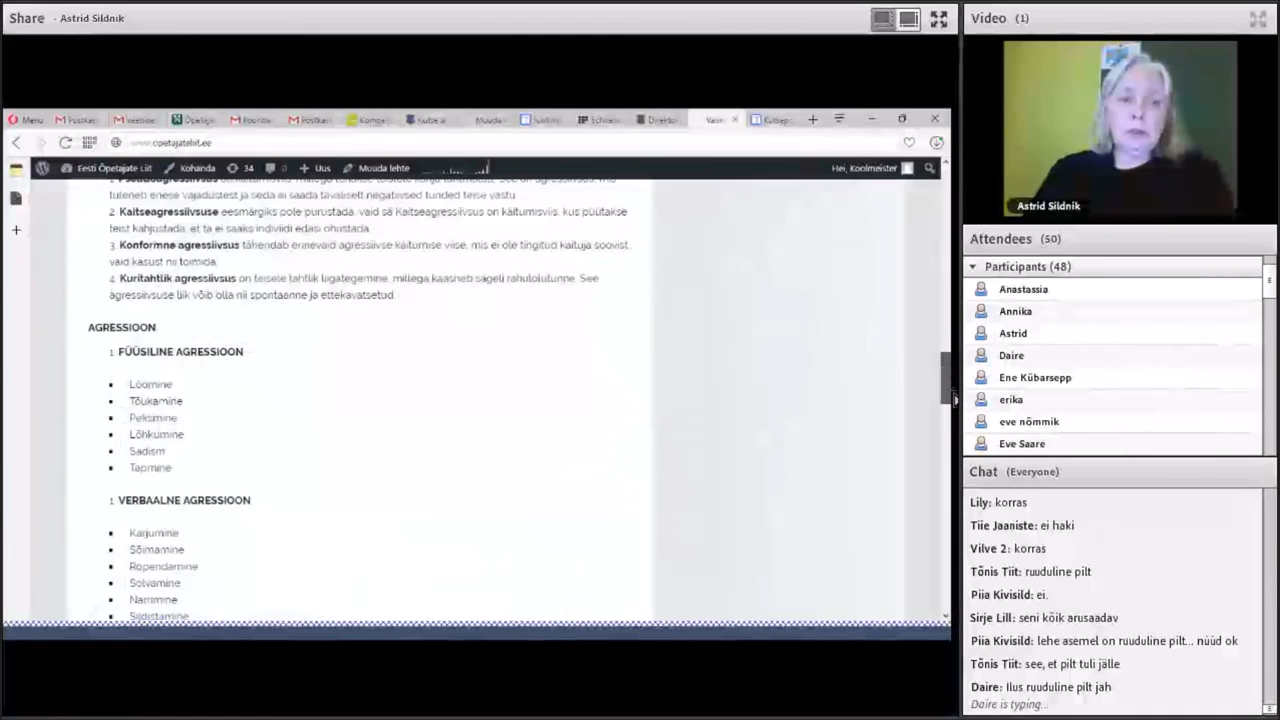 Share - Astrid Sildnik
Video (1)
Menu
www.opetajateliit.ee
Eesti Õpetajate Liit
Kohanda
34
0
Uus
Muuda lehte
Hei, Koolmeister
tuleneb enese vajadustest ja seda ei saada tavaliselt negatiivsed tunded teise vastu.
2. Kaitseagressiivsuse eesmärgiks pole purustada, vaid sa Kaitseagressiivsus on käitumisviis, kus püütakse
teist kahjustada, et ta ei saaks indiviidi edasi ohustada.
3. Konformne agressiivsus tähendab erinevaid agressiivse käitumise viise, mis ei ole tingitud käituja soovist,
vaid käsust nii toimida.
4. Kuritahtlik agressiivsus on teisele tahtlik liigategemine, millega kaasneb sageli rahulolutunne. See
agressiivsuse liik võib olla nii spontaanne ja ettekavatsetud.
AGRESSIOON
1. FÜÜSILINE AGRESSIOON
Löömine
Tõukamine
Peksmine
Lõhkumine
Sadism
Tapmine
1. VERBAALNE AGRESSIOON
Karjumine
Sõimamine
Ropendamine
Solvamine
Narrimine
Sildistamine
Astrid Sildnik
Attendees (50)
Participants (48)
Anastassia
Annika
Astrid
Daire
Ene Kübarsepp
erika
eve nõmmik
Eve Saare
Chat (Everyone)
Lily: korras
Tiie Jaaniste: ei haki
Vilve 2: korras
Tõnis Tiit: ruuduline pilt
Piia Kivisild: ei.
Sirje Lill: seni kõik arusaadav
Piia Kivisild: lehe asemel on ruuduline pilt... nüüd ok
Tõnis Tiit: see, et pilt tuli jälle
Daire: Ilus ruuduline pilt jah
Daire is typing...